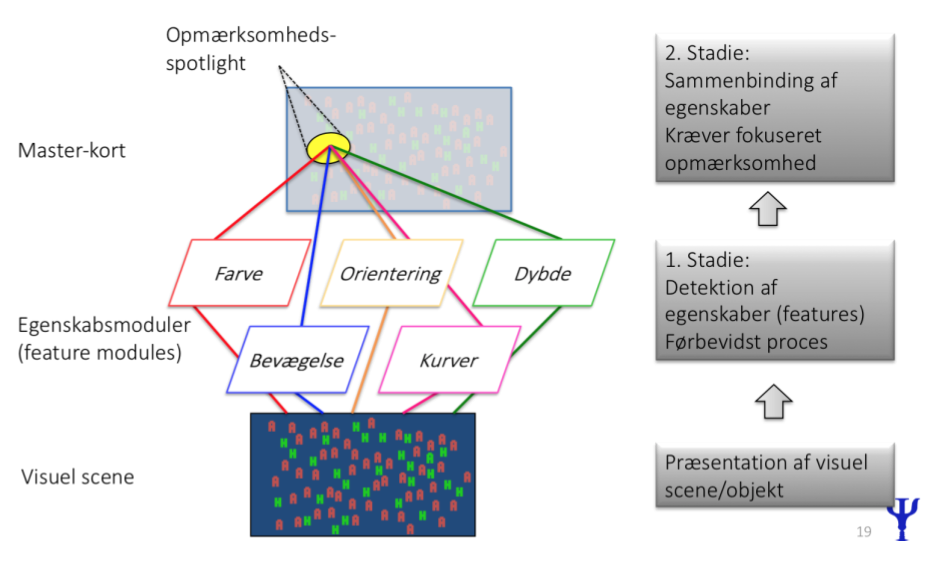 Opmærksomheds-
spotlight
Master-kort
Farve
Orientering
Dybde
Egenskabsmoduler
(feature modules)
Bevægelse
Kurver
Visuel scene
2. Stadie:
Sammenbinding af
egenskaber
Kræver fokuseret
opmærksomhed
1. Stadie:
Detektion af
egenskaber (features)
Førbevidst proces
Præsentation af visuel
scene/objekt
19